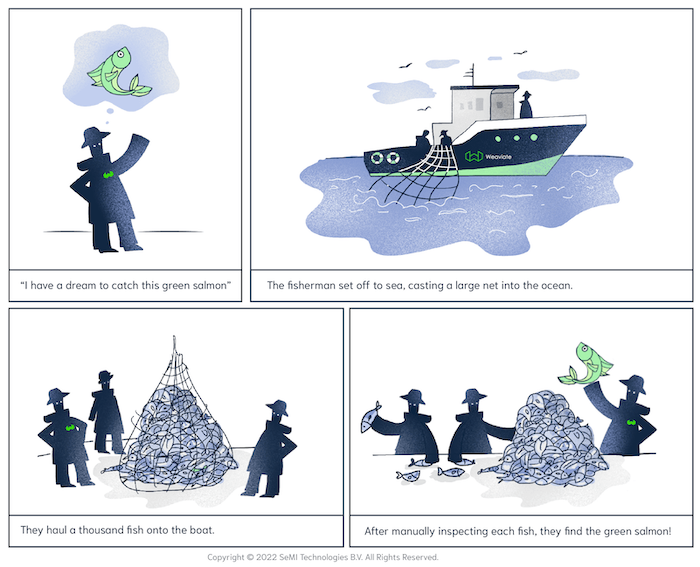 “I have a dream to catch this green salmon”
Weaviate
The fisherman set off to sea, casting a large net into the ocean.
They haul a thousand fish onto the boat.
After manually inspecting each fish, they find the green salmon!
Copyright © 2022 SeMI Technologies B.V. All Rights Reserved.